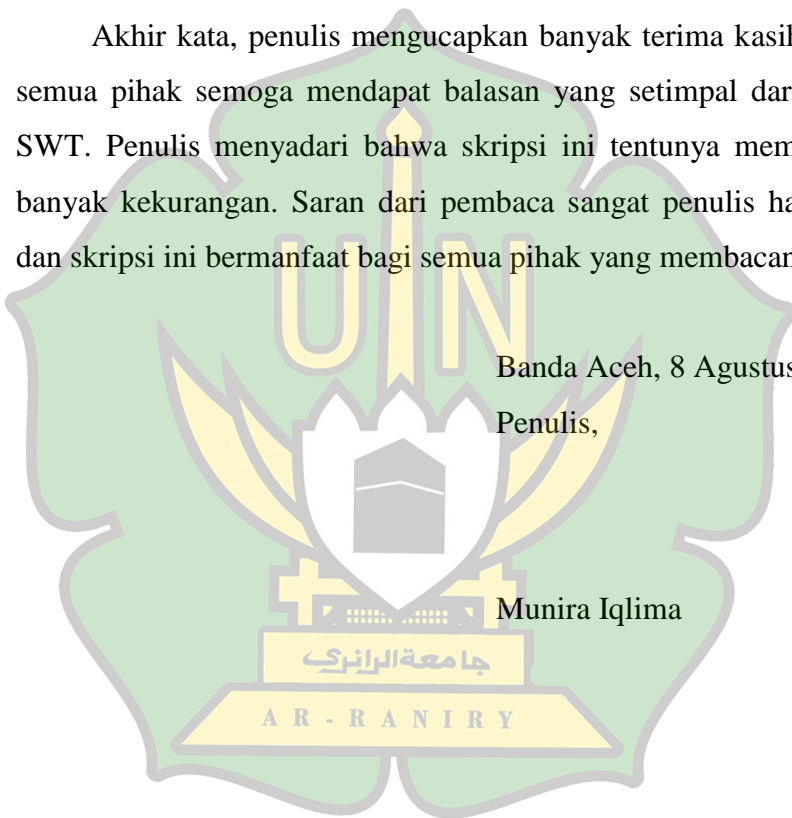 Akhir kata, penulis mengucapkan banyak terima kasih
semua pihak semoga mendapat balasan yang setimpal dari
SWT. Penulis menyadari bahwa skripsi ini tentunya mem
banyak kekurangan. Saran dari pembaca sangat penulis ha
dan skripsi ini bermanfaat bagi semua pihak yang membacan
UIN
Banda Aceh, 8 Agustus
Penulis,
Munira Iqlima
جامعة الرانري
AR-RANIRY